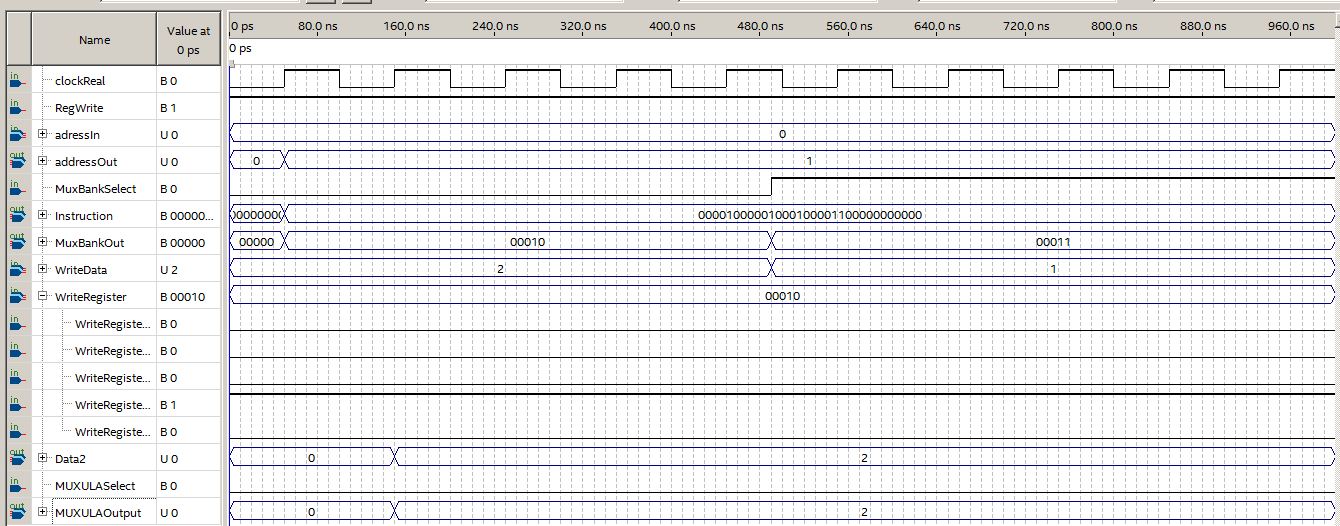 Name Value at 0 ps
0 ps 80.0 ns 160.0 ns 240.0 ns 320.0 ns 400.0 ns 480.0 ns 560.0 ns 640.0 ns 720.0 ns 800.0 ns 880.0 ns 960.0 ns
0 ps
in clockReal B 0
in RegWrite B 1
in adressIn U 0 0
out addressOut U 0 0 1
in MuxBankSelect B 0
out Instruction B 00000... 00001000001000100001100000000000
out MuxBankOut B 00000 00000 00010 00011
in WriteData U 2 2 1
in WriteRegister B 00010 00010
in WriteRegiste... B 0
in WriteRegiste... B 0
in WriteRegiste... B 0
in WriteRegiste... B 1
in WriteRegiste... B 0
out Data2 U 0 0 2
in MUXULASelect B 0
out MUXULAOutput U 0 0 2